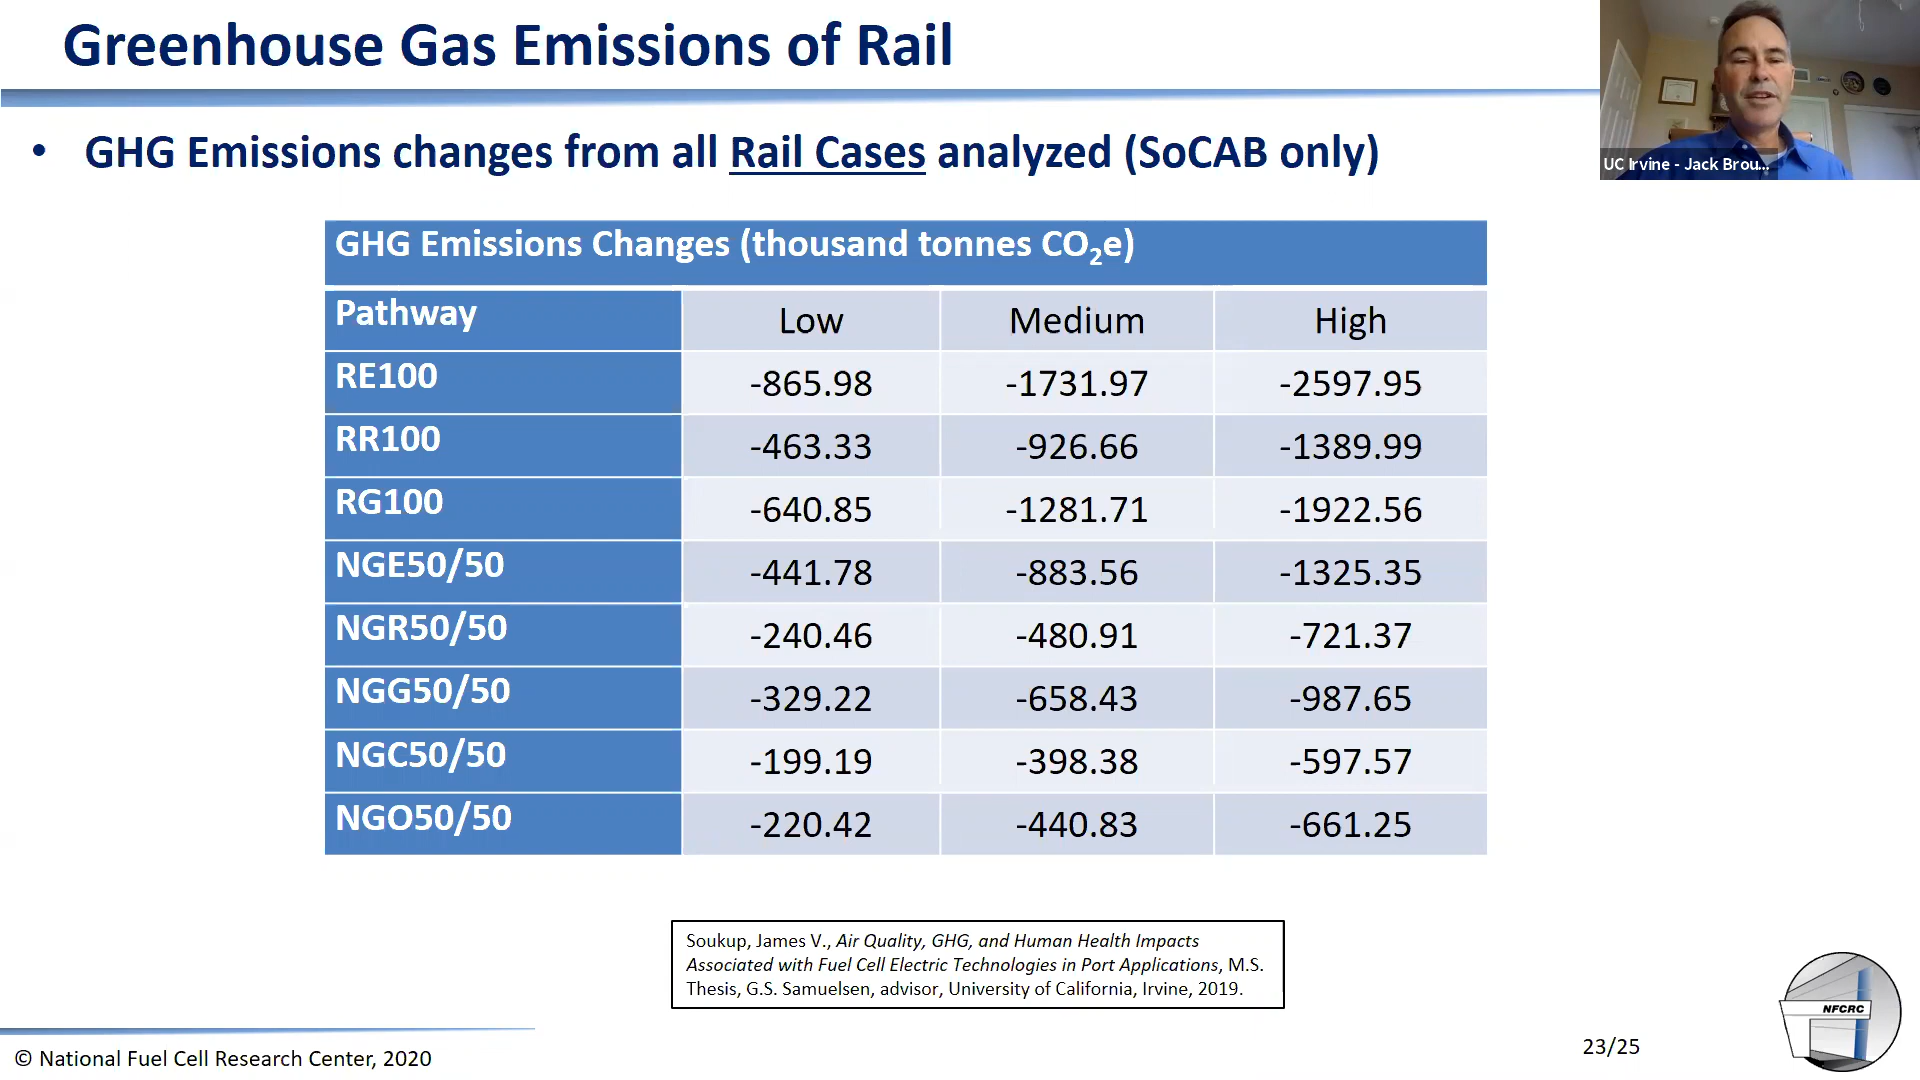 Greenhouse Gas Emissions of Rail
UC Irvine - Jack Brou...
• GHG Emissions changes from all Rail Cases analyzed (SoCAB only)
GHG Emissions Changes (thousand tonnes CO₂e)
Pathway Low Medium High
RE100 -865.98 -1731.97 -2597.95
RR100 -463.33 -926.66 -1389.99
RG100 -640.85 -1281.71 -1922.56
NGE50/50 -441.78 -883.56 -1325.35
NGR50/50 -240.46 -480.91 -721.37
NGG50/50 -329.22 -658.43 -987.65
NGC50/50 -199.19 -398.38 -597.57
NGO50/50 -220.42 -440.83 -661.25
Soukup, James V., Air Quality, GHG, and Human Health Impacts
Associated with Fuel Cell Electric Technologies in Port Applications, M.S.
Thesis, G.S. Samuelsen, advisor, University of California, Irvine, 2019.
NFCRC
23/25
© National Fuel Cell Research Center, 2020